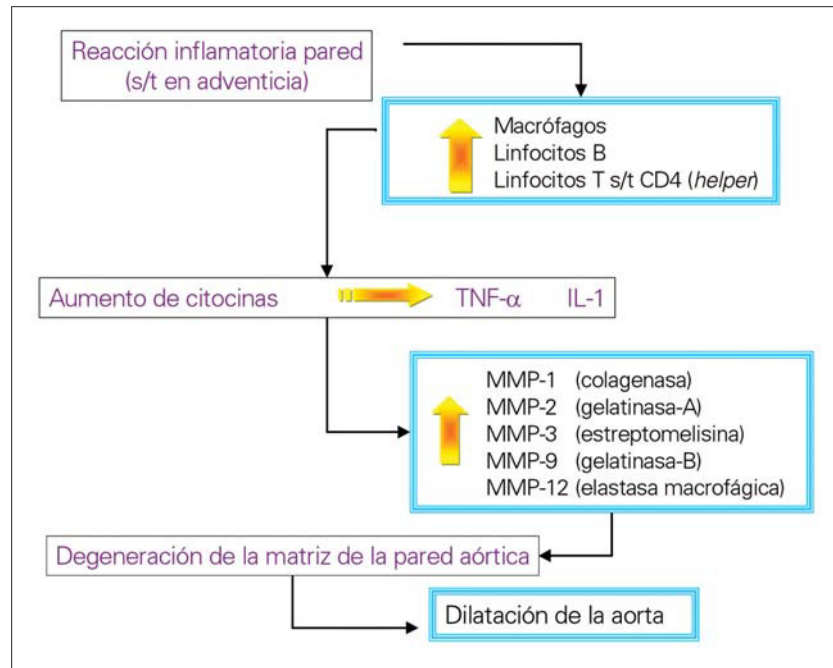 Reacción inflamatoria pared
(s/t en adventicia)
Macrófagos
Linfocitos B
Linfocitos T s/t CD4 (helper)
Aumento de citocinas TNF-α IL-1
MMP-1 (colagenasa)
MMP-2 (gelatinasa-A)
MMP-3 (estreptomelisina)
MMP-9 (gelatinasa-B)
MMP-12 (elastasa macrofágica)
Degeneración de la matriz de la pared aórtica
Dilatación de la aorta